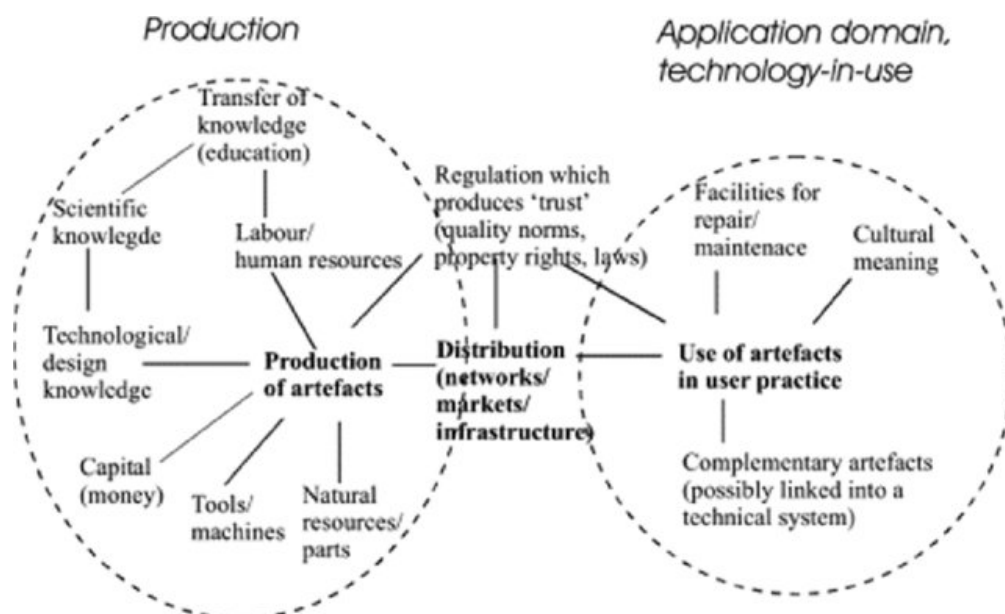 Production
Application domain,
technology-in-use
Transfer of
knowledge
(education)
Scientific
knowlegde
Labour/
human resources
Regulation which
produces ‘trust’
(quality norms,
property rights, laws)
Facilities for
repair/
maintenace
Cultural
meaning
Technological/
design
knowledge
Production
of artefacts
Distribution
(networks/
markets/
infrastructure)
Use of artefacts
in user practice
Capital
(money)
Tools/
machines
Natural
resources/
parts
Complementary artefacts
(possibly linked into a
technical system)